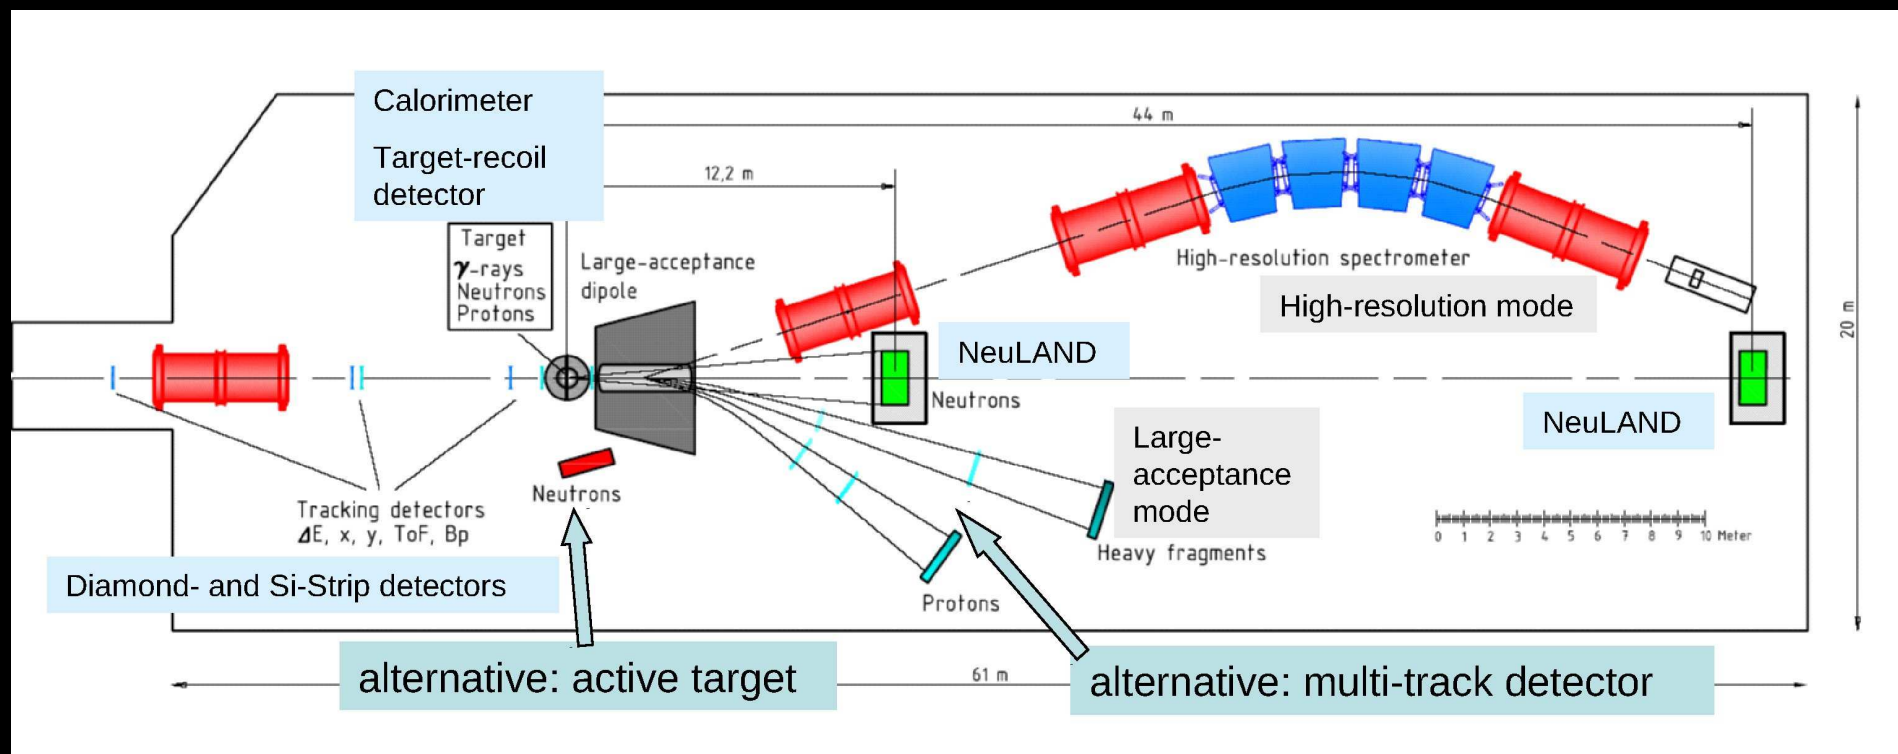 Calorimeter
Target-recoil
detector
44 m
12,2 m
Target
γ-rays
Neutrons
Protons
Large-acceptance
dipole
High-resolution spectrometer
High-resolution mode
20 m
NeuLAND
Neutrons
NeuLAND
Large-
acceptance
mode
Neutrons
Tracking detectors
ΔE, x, y, ToF, Bp
Heavy fragments
0 1 2 3 4 5 6 7 8 9 10 Meter
Diamond- and Si-Strip detectors
Protons
alternative: active target
61 m
alternative: multi-track detector